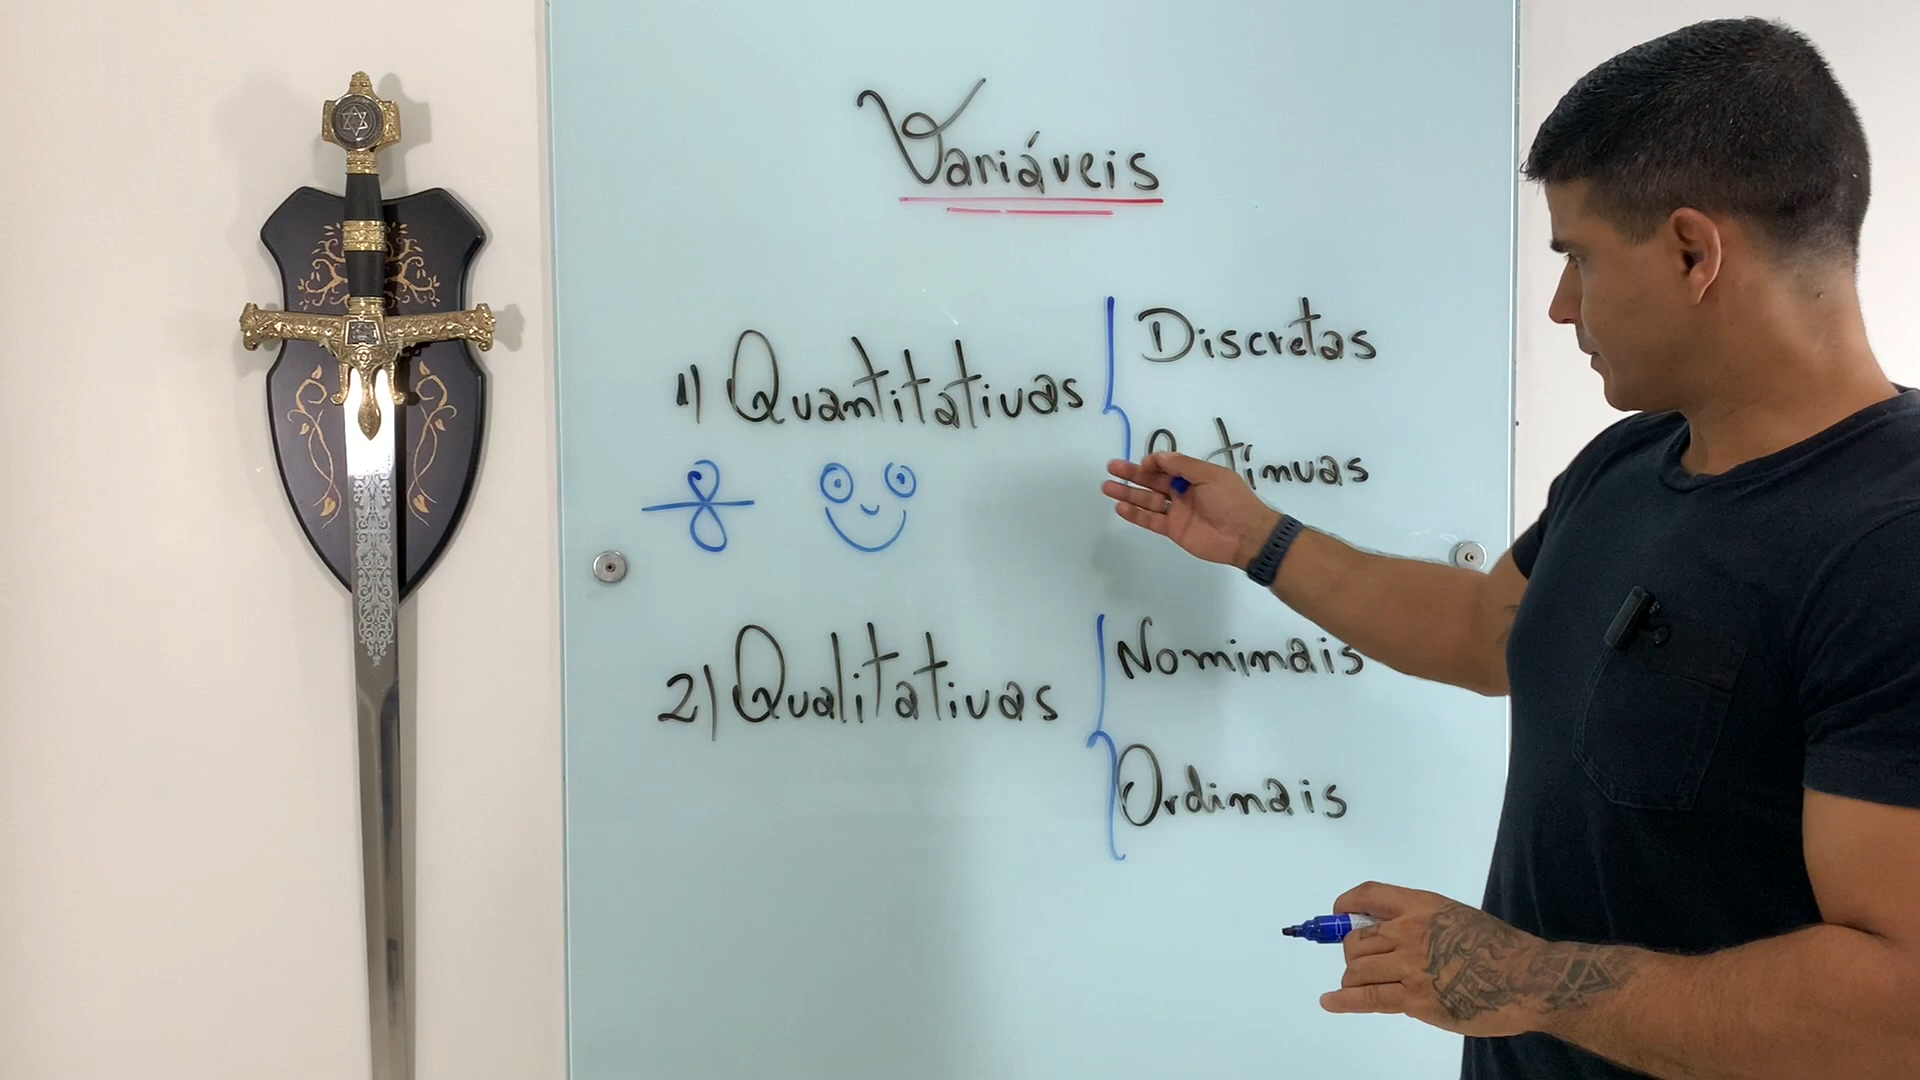 Variáveis
1) Quantitativas
Discretas
2) Qualitativas
Nominais
Ordinais